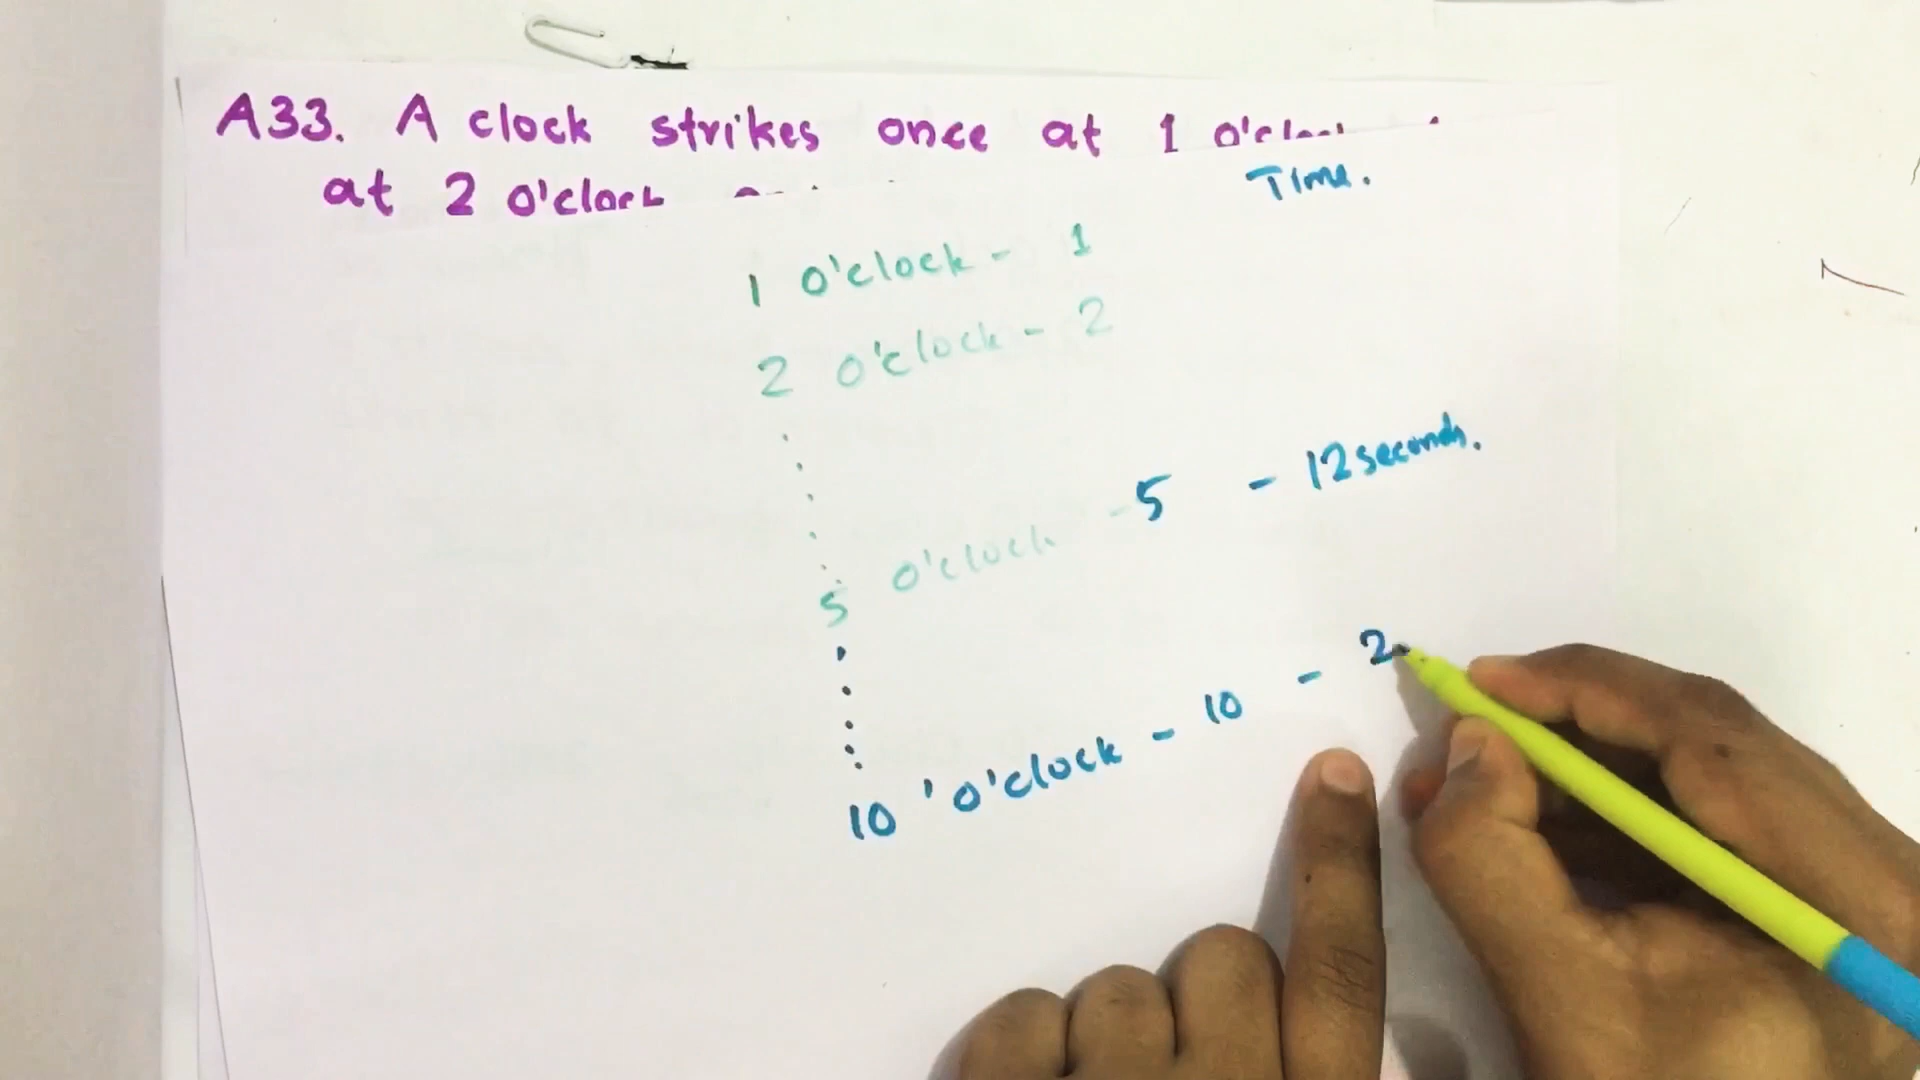 A33. A clock strikes once at 1 o'clock
at 2 o'clock
Time.
1 o'clock - 1
2 o'clock - 2
5 o'clock - 5 - 12 seconds.
10 'o'clock - 10 - 2